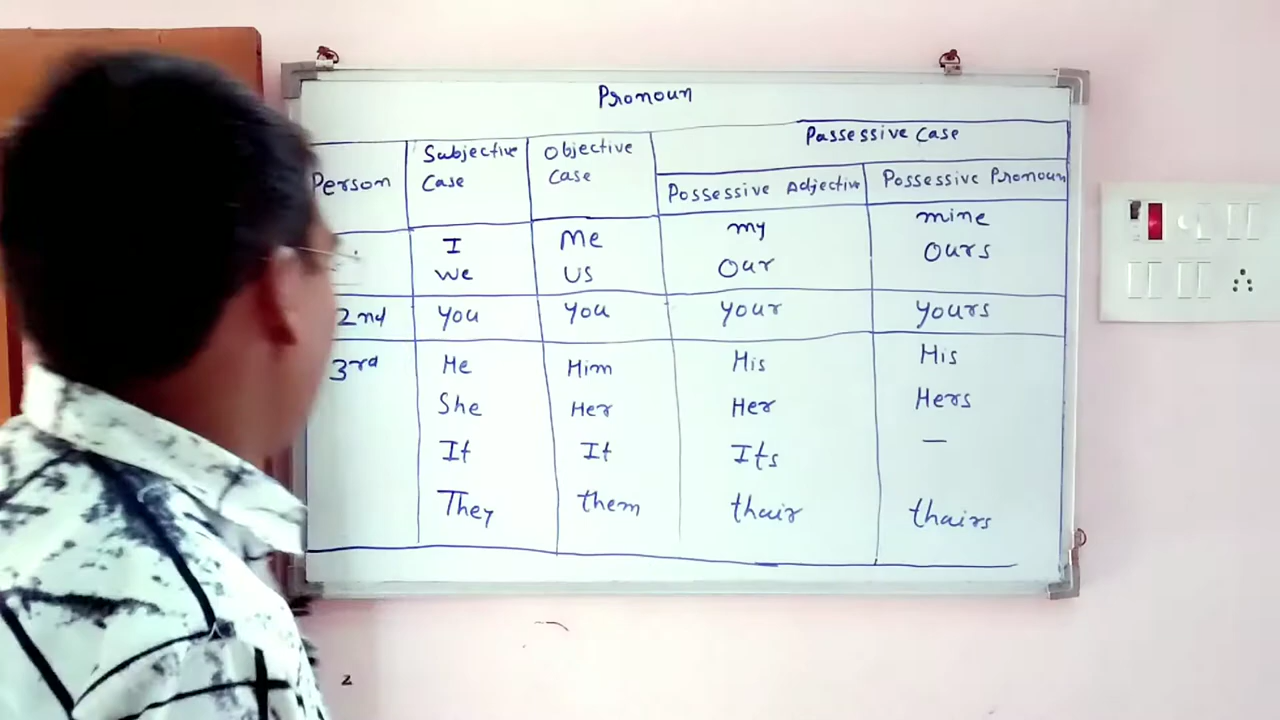 Pronoun
Person Subjective Case Objective Case Passessive Case
Possessive Adjective Possessive Pronoun
I Me my mine
we us our ours
2nd you you your yours
3rd He Him His His
She Her Her Hers
It It Its —
They them thair thairs